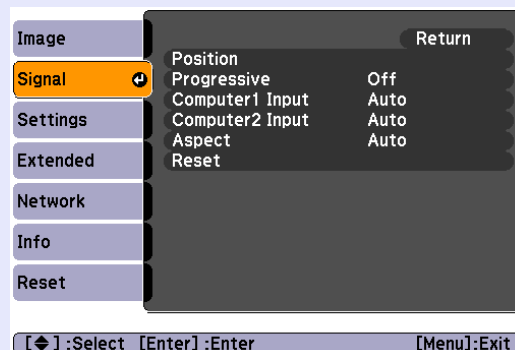 Image
Signal
Settings
Extended
Network
Info
Reset
Return
Position
Progressive Off
Computer1 Input Auto
Computer2 Input Auto
Aspect Auto
Reset
[◆]:Select [Enter]:Enter [Menu]:Exit